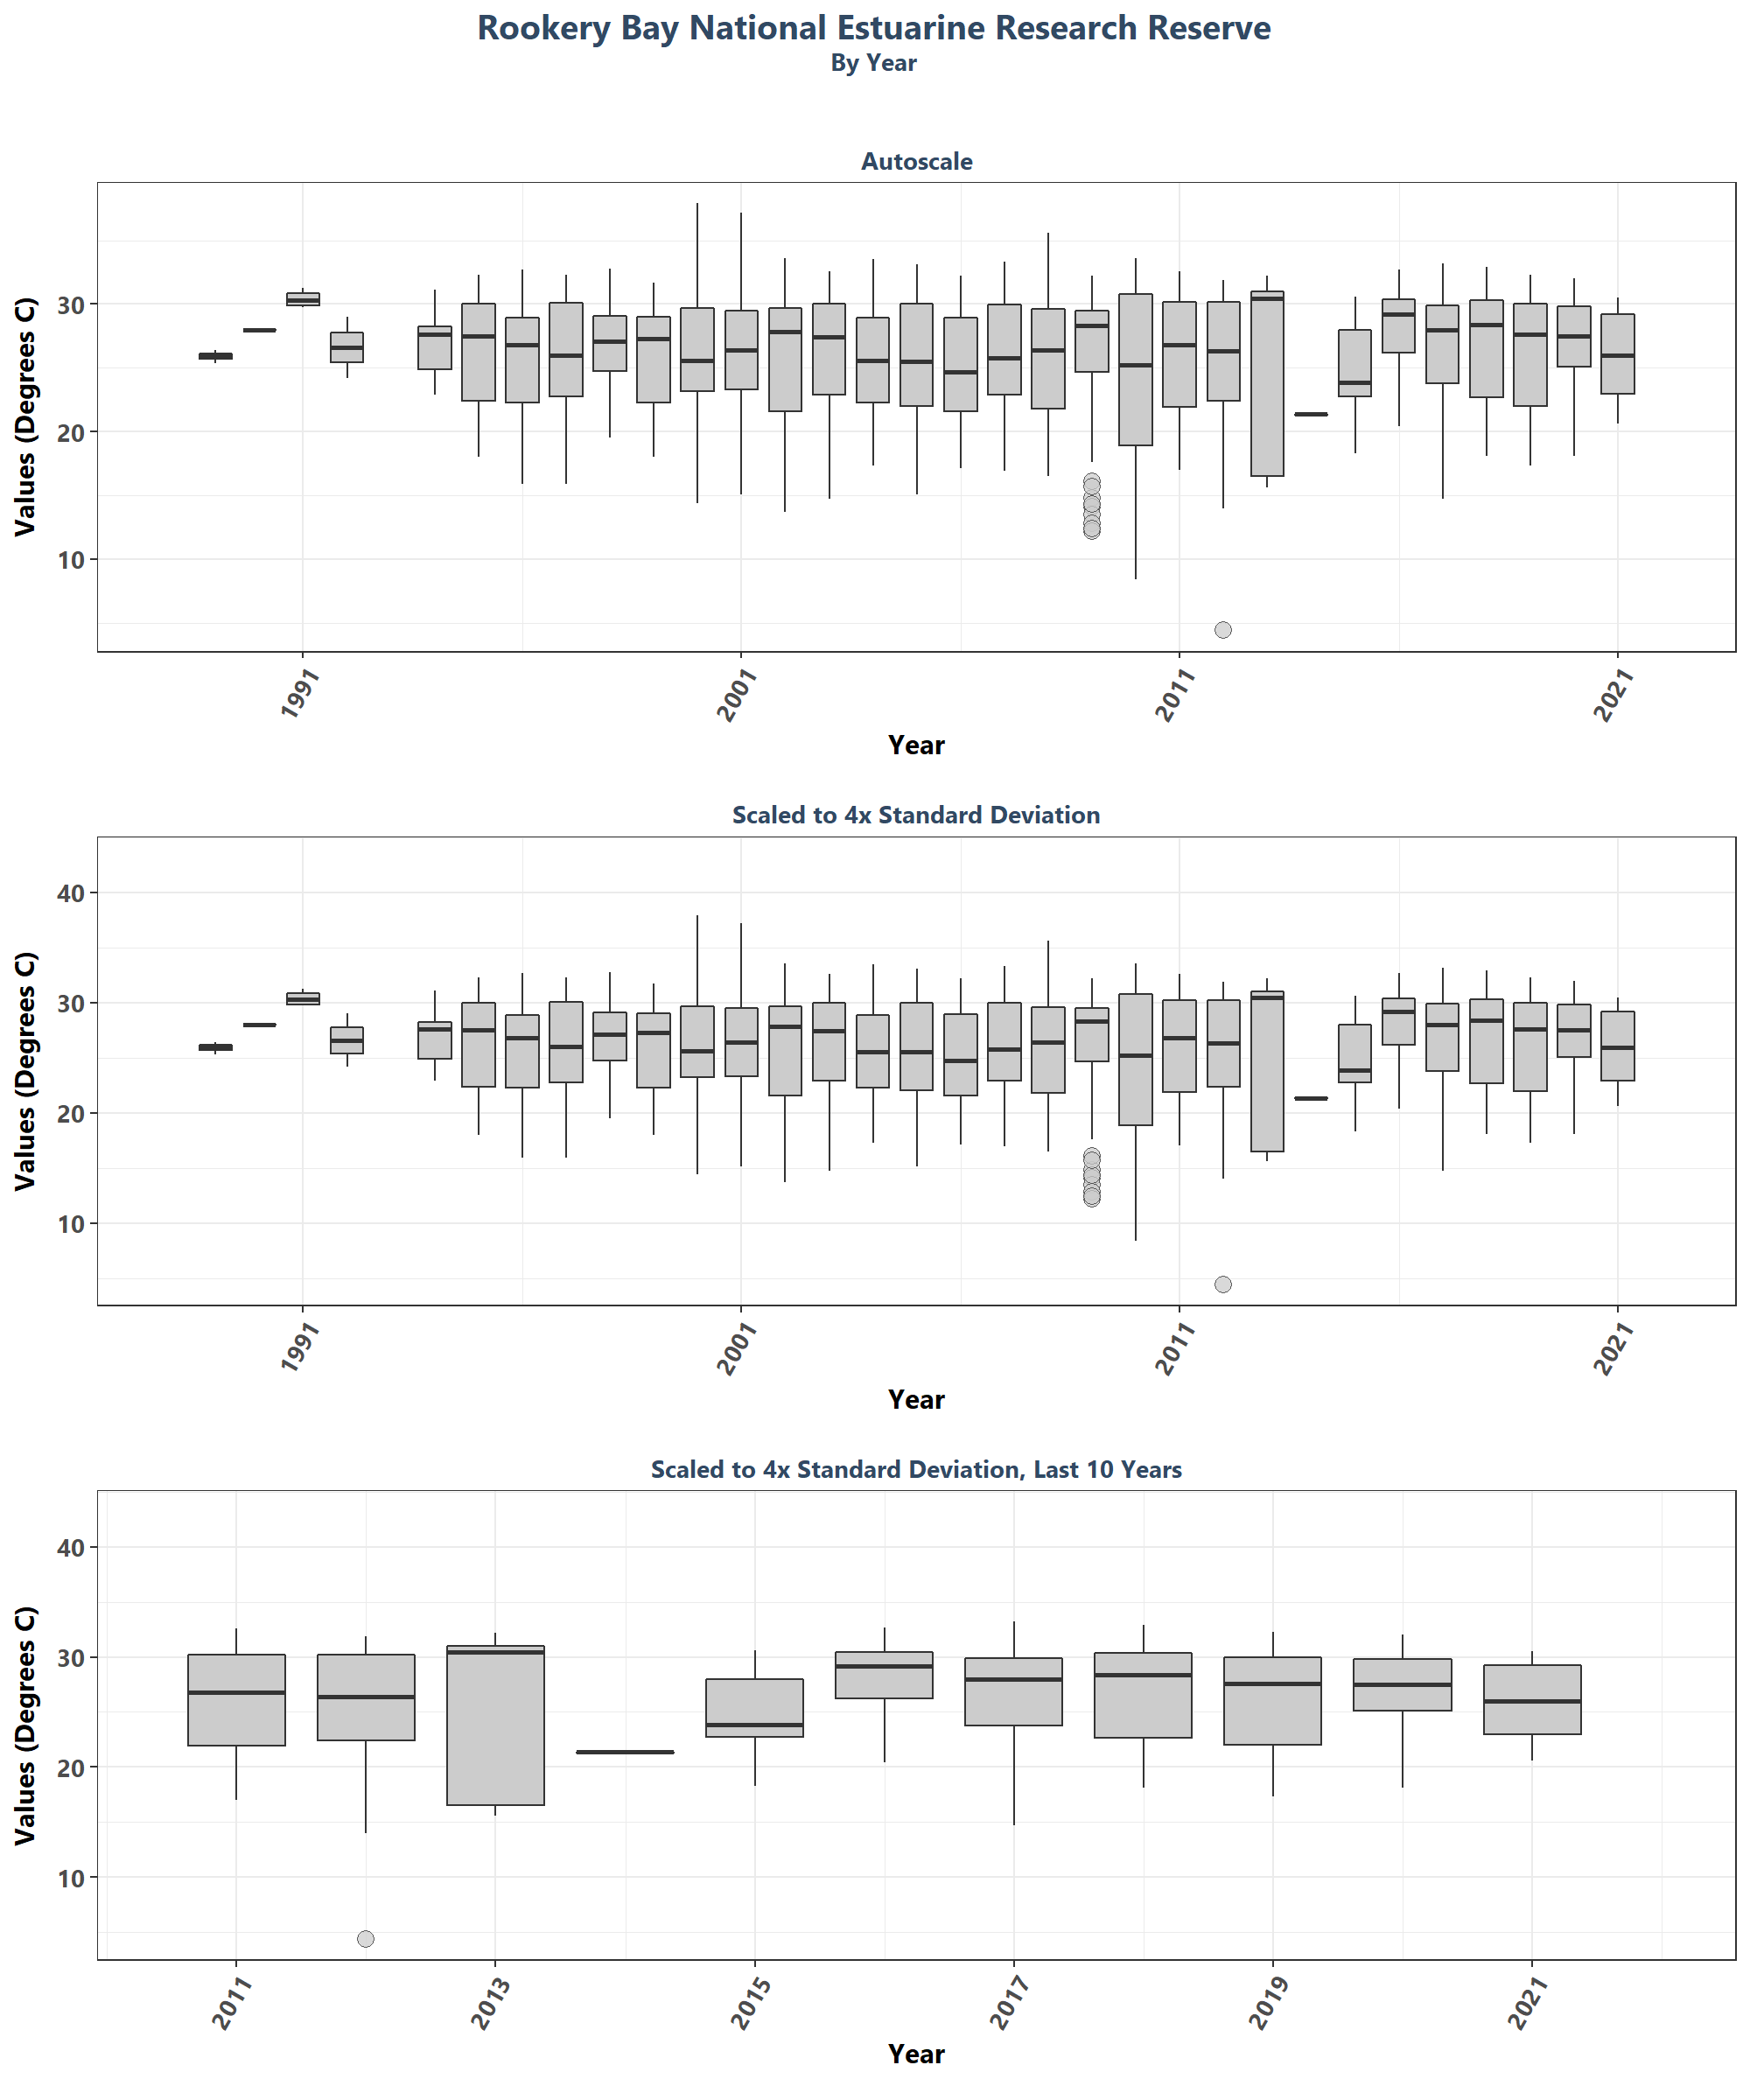 Rookery Bay National Estuarine Research Reserve
By Year
Autoscale
Values (Degrees C)
30
20
10
1991
2001
2011
2021
Year
Scaled to 4x Standard Deviation
Values (Degrees C)
40
30
20
10
1991
2001
2011
2021
Year
Scaled to 4x Standard Deviation, Last 10 Years
Values (Degrees C)
40
30
20
10
2011
2013
2015
2017
2019
2021
Year